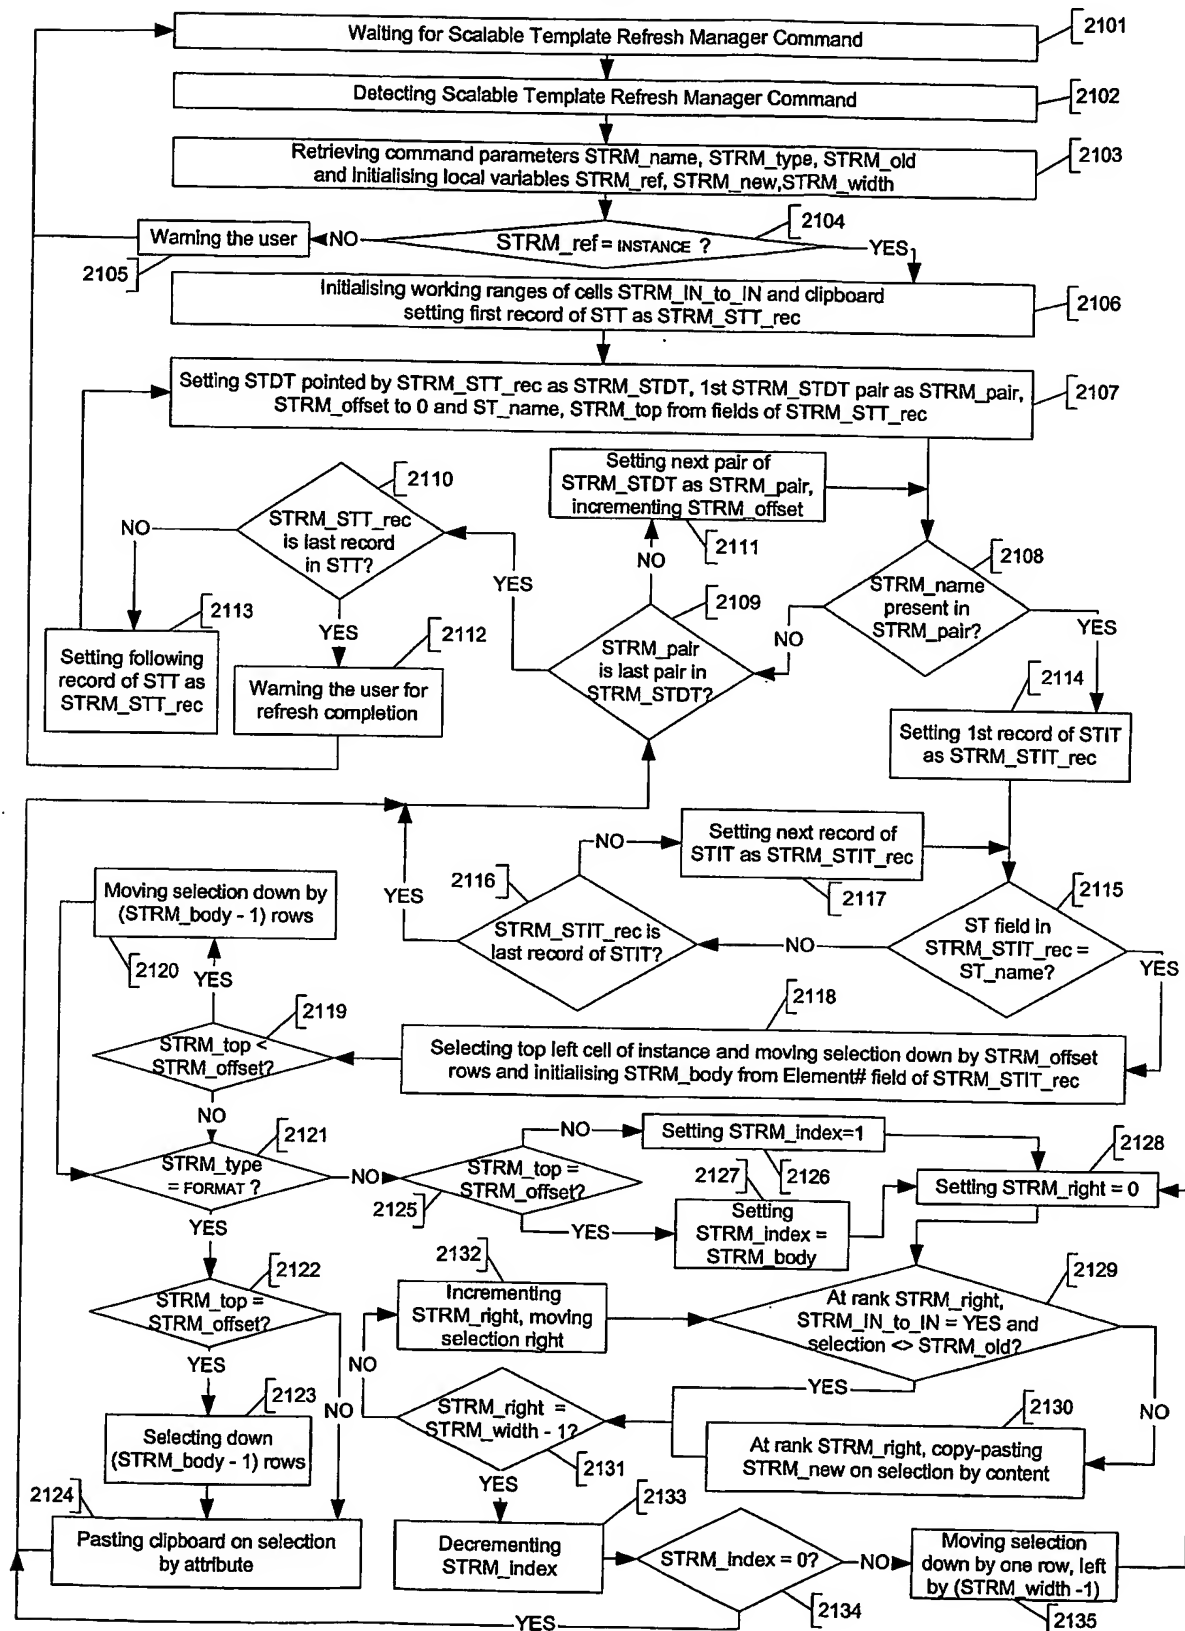 Waiting for Scalable Template Refresh Manager Command
2101
Detecting Scalable Template Refresh Manager Command
2102
Retrieving command parameters STRM_name, STRM_type, STRM_old
and Initialising local variables STRM_ref, STRM_new,STRM_width
2103
2104
Warning the user
NO
STRM_ref = INSTANCE ?
YES
2105
Initialising working ranges of cells STRM_IN_to_IN and clipboard
setting first record of STT as STRM_STT_rec
2106
Setting STDT pointed by STRM_STT_rec as STRM_STDT, 1st STRM_STDT pair as STRM_pair,
STRM_offset to 0 and ST_name, STRM_top from fields of STRM_STT_rec
2107
Setting next pair of
STRM_STDT as STRM_pair,
incrementing STRM_offset
2110
NO
STRM_STT_rec
is last record
in STT?
2111
NO
YES
2108
STRM_name
present in
STRM_pair?
2109
NO
YES
2113
YES
2112
STRM_pair
is last pair in
STRM_STDT?
Setting following
record of STT as
STRM_STT_rec
Warning the user for
refresh completion
2114
Setting 1st record of STIT
as STRM_STIT_rec
NO
Setting next record of
STIT as STRM_STIT_rec
2116
YES
2117
2115
Moving selection down by
(STRM_body - 1) rows
STRM_STIT_rec is
last record of STIT?
NO
ST field in
STRM_STIT_rec =
ST_name?
YES
2120
YES
2118
2119
STRM_top <
STRM_offset?
Selecting top left cell of instance and moving selection down by STRM_offset
rows and initialising STRM_body from Element# field of STRM_STIT_rec
NO
2121
NO
Setting STRM_index=1
2128
STRM_type
= FORMAT ?
NO
STRM_top =
STRM_offset?
2127
2126
Setting STRM_right = 0
2125
YES
YES
Setting
STRM_index =
STRM_body
2132
2122
2129
STRM_top =
STRM_offset?
Incrementing
STRM_right, moving
selection right
At rank STRM_right,
STRM_IN_to_IN = YES and
selection <> STRM_old?
YES
NO
YES
NO
2123
NO
STRM_right =
STRM_width - 1?
2130
Selecting down
(STRM_body - 1) rows
At rank STRM_right, copy-pasting
STRM_new on selection by content
2131
YES
2124
2133
Pasting clipboard on selection
by attribute
Decrementing
STRM_index
STRM_index = 0?
NO
Moving selection
down by one row, left
by (STRM_width -1)
2134
YES
2135